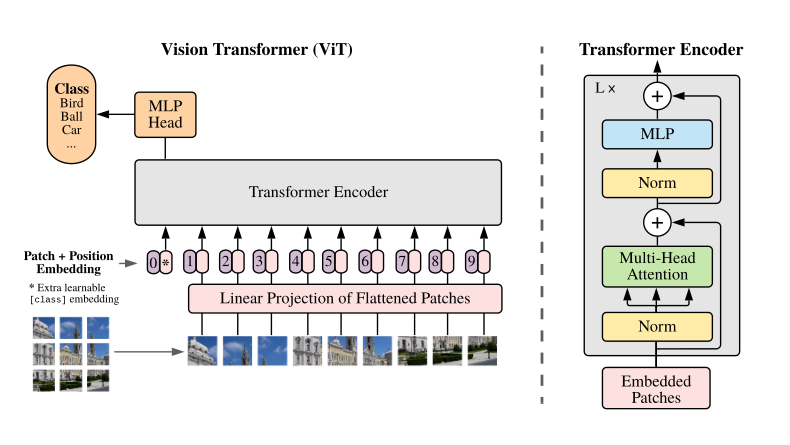 Vision Transformer (ViT)
Class
Bird
Ball
Car
...
MLP
Head
Transformer Encoder
Patch + Position
Embedding
0 * 1 2 3 4 5 6 7 8 9
* Extra learnable
[class] embedding
Linear Projection of Flattened Patches
Transformer Encoder
L ×
+
MLP
Norm
+
Multi-Head
Attention
Norm
Embedded
Patches